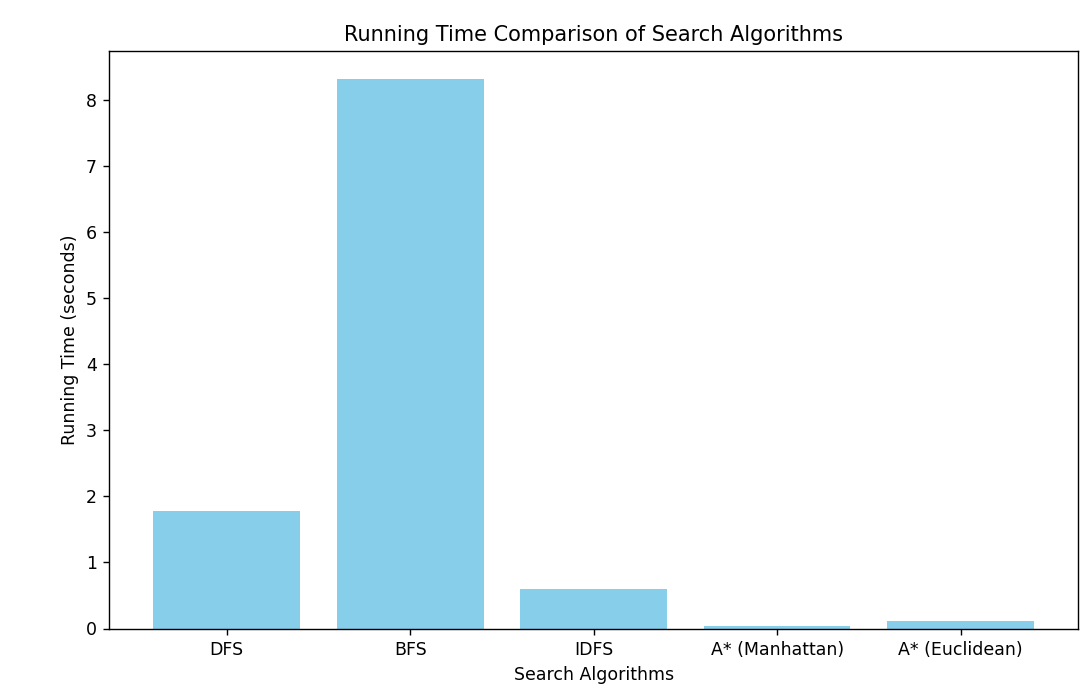 Running Time Comparison of Search Algorithms
8
7
6
5
4
3
2
1
0
Running Time (seconds)
DFS BFS IDFS A* (Manhattan) A* (Euclidean)
Search Algorithms